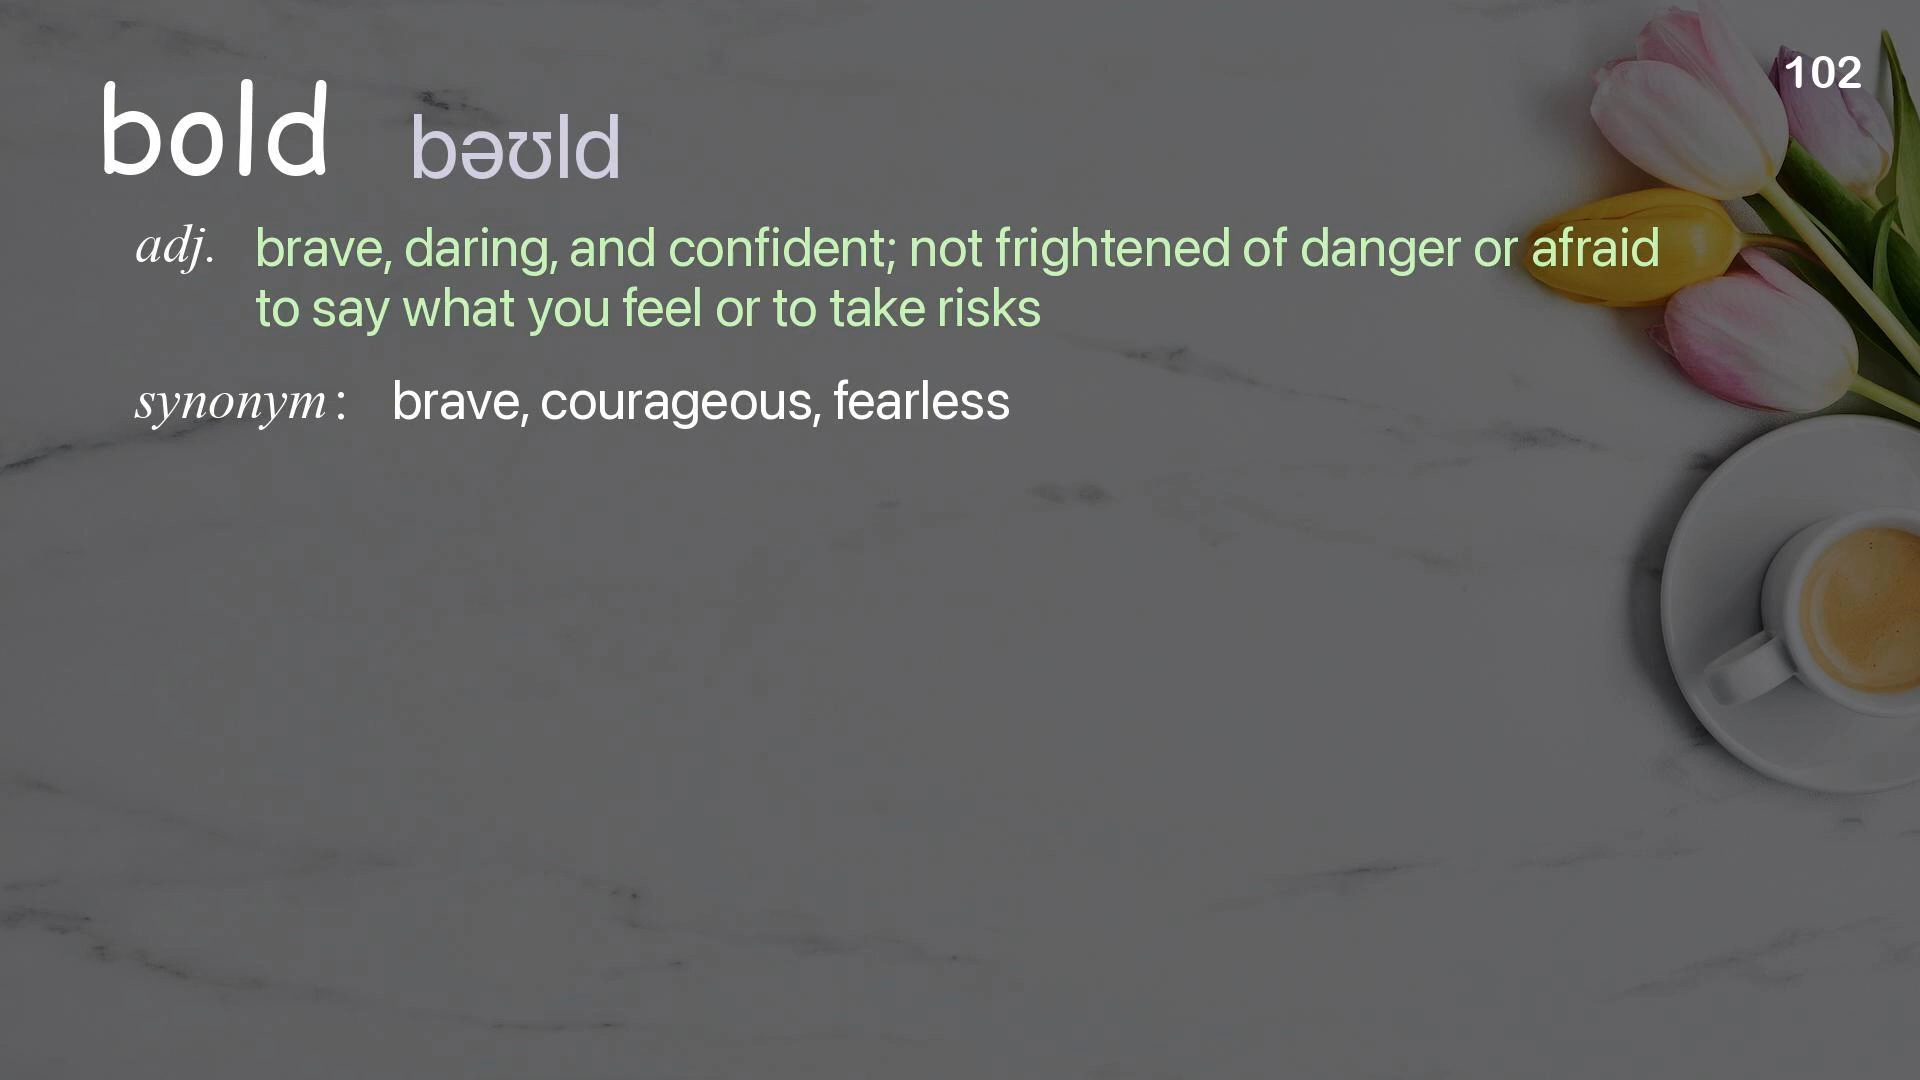 102
bold bəʊld
adj. brave, daring, and confident; not frightened of danger or afraid
to say what you feel or to take risks
synonym : brave, courageous, fearless